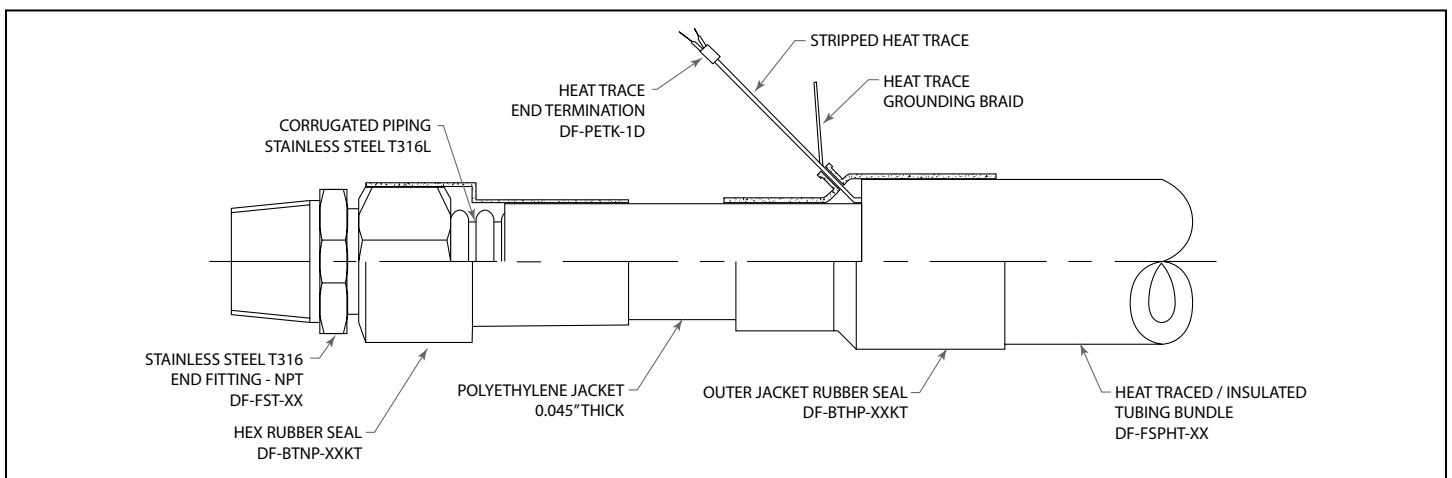 STRIPPED HEAT TRACE
HEAT TRACE
GROUNDING BRAID
HEAT TRACE
END TERMINATION
DF-PETK-1D
CORRUGATED PIPING
STAINLESS STEEL T316L
STAINLESS STEEL T316
END FITTING - NPT
DF-FST-XX
HEX RUBBER SEAL
DF-BTNP-XXKT
POLYETHYLENE JACKET
0.045” THICK
OUTER JACKET RUBBER SEAL
DF-BTHP-XXKT
HEAT TRACED / INSULATED
TUBING BUNDLE
DF-FSPHT-XX